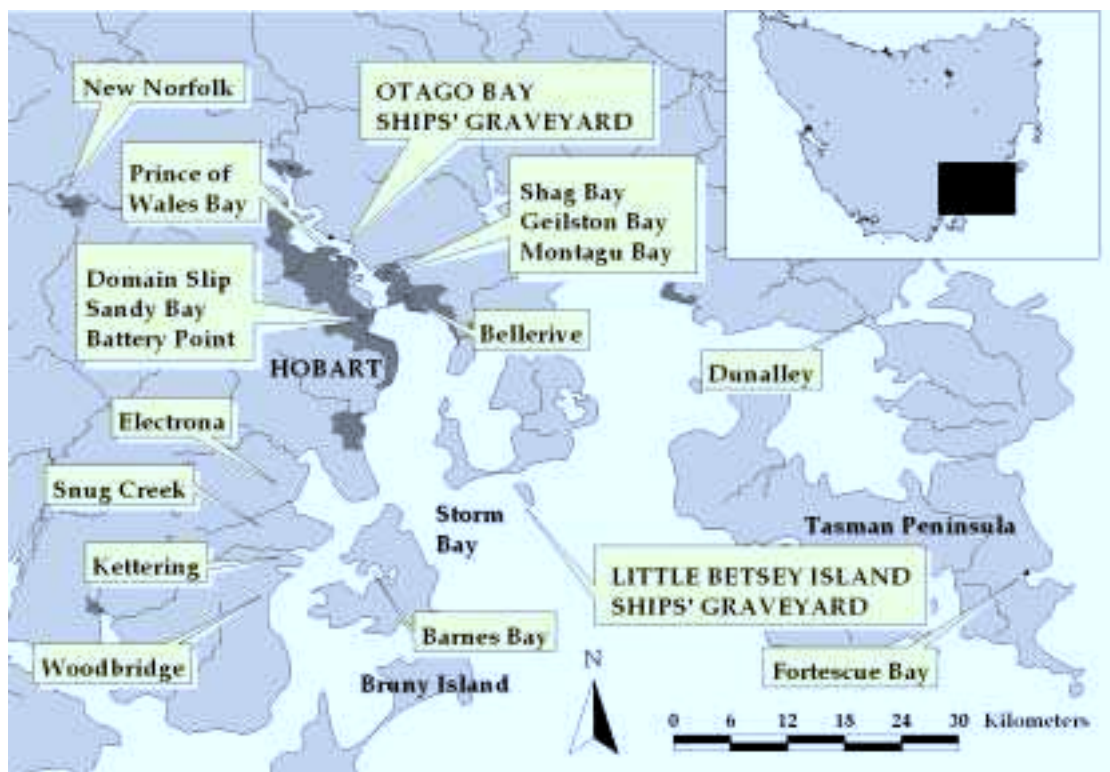 New Norfolk
OTAGO BAY
SHIPS' GRAVEYARD
Prince of
Wales Bay
Shag Bay
Geilston Bay
Montagu Bay
Domain Slip
Sandy Bay
Battery Point
Bellerive
HOBART
Dunalley
Electrona
Snug Creek
Storm
Bay
Tasman Peninsula
Kettering
LITTLE BETSEY ISLAND
SHIPS' GRAVEYARD
Barnes Bay
Woodbridge
Fortescue Bay
Bruny Island
N
0 6 12 18 24 30 Kilometers